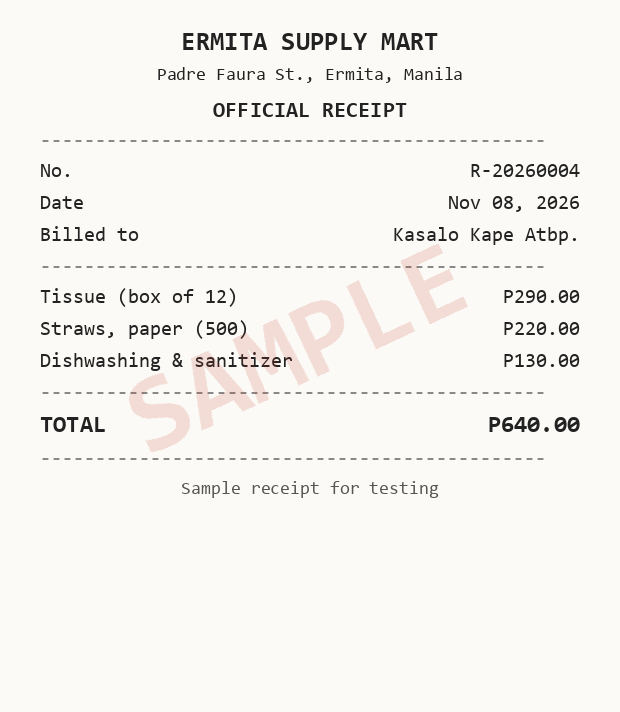 ERMITA SUPPLY MART
Padre Faura St., Ermita, Manila
OFFICIAL RECEIPT
No. R-20260004
Date Nov 08, 2026
Billed to Kasalo Kape Atbp.
Tissue (box of 12) P290.00
Straws, paper (500) P220.00
Dishwashing & sanitizer P130.00
SAMPLE
TOTAL P640.00
Sample receipt for testing